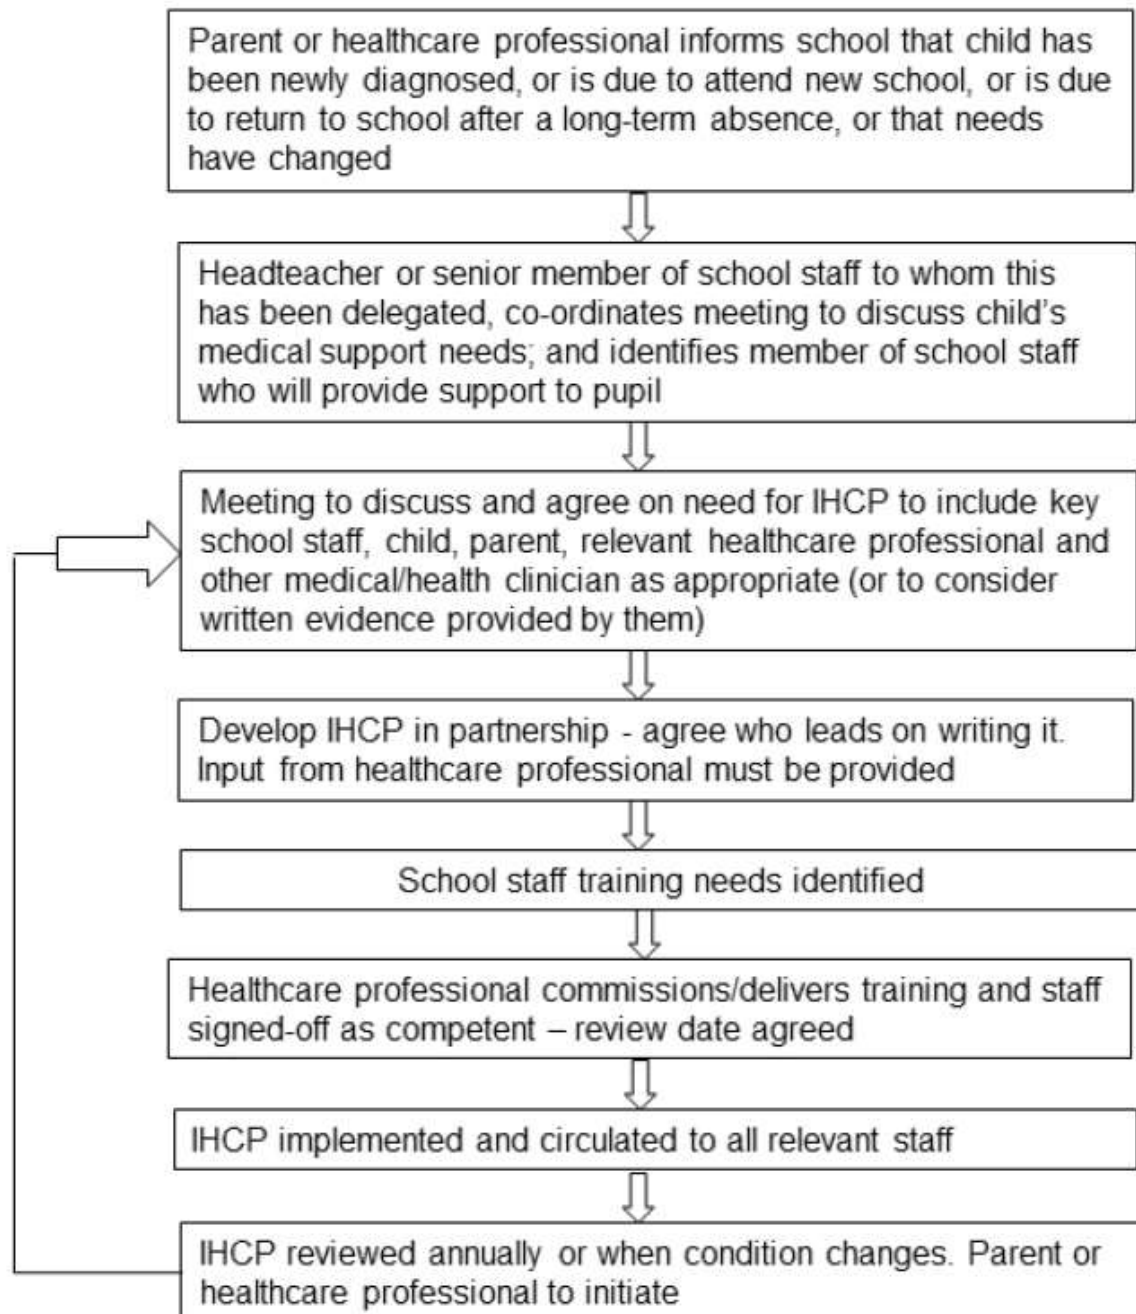 Parent or healthcare professional informs school that child has
been newly diagnosed, or is due to attend new school, or is due
to return to school after a long-term absence, or that needs
have changed
Headteacher or senior member of school staff to whom this
has been delegated, co-ordinates meeting to discuss child's
medical support needs; and identifies member of school staff
who will provide support to pupil
Meeting to discuss and agree on need for IHCP to include key
school staff, child, parent, relevant healthcare professional and
other medical/health clinician as appropriate (or to consider
written evidence provided by them)
Develop IHCP in partnership - agree who leads on writing it.
Input from healthcare professional must be provided
School staff training needs identified
Healthcare professional commissions/delivers training and staff
signed-off as competent – review date agreed
IHCP implemented and circulated to all relevant staff
IHCP reviewed annually or when condition changes. Parent or
healthcare professional to initiate